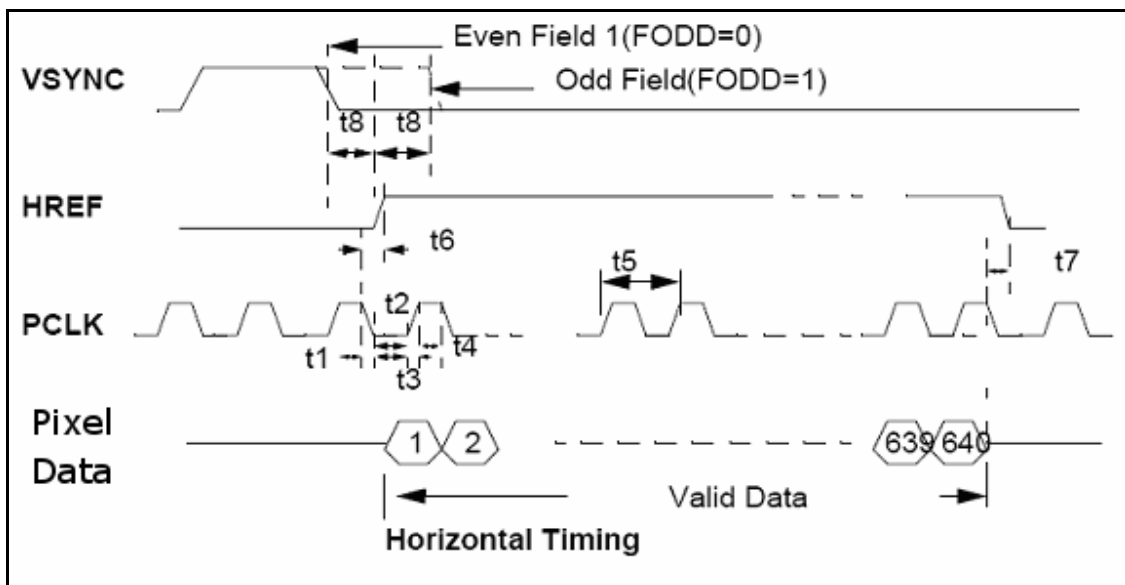 Even Field 1(FODD=0)
VSYNC
Odd Field(FODD=1)
t8 t8
HREF
t6 t5 t7
t2
PCLK
t1 t4
t3
Pixel
Data
1 2 639 640
Valid Data
Horizontal Timing